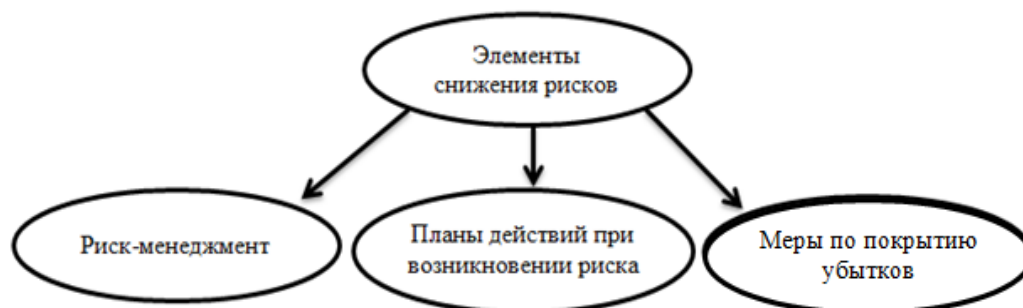 Элементы
снижения рисков
Риск-менеджмент
Планы действий при
возникновении риска
Меры по покрытию
убытков